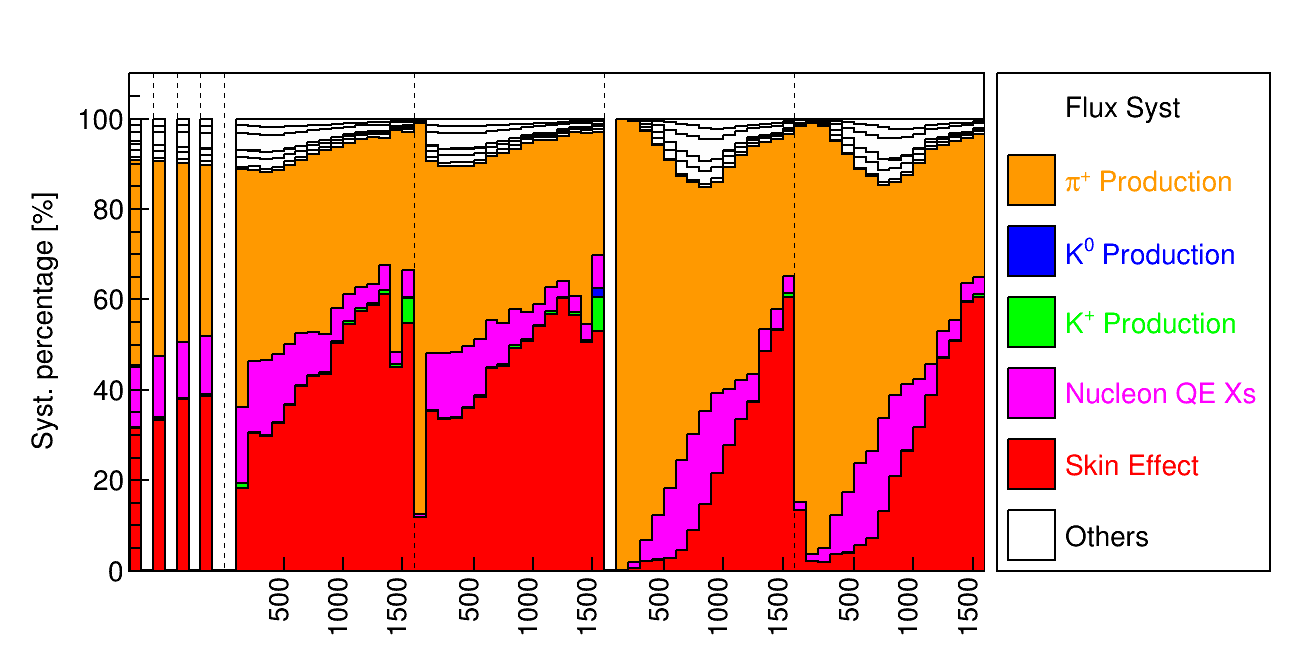 Syst. percentage [%]
100
80
60
40
20
0
500 1000 1500 500 1000 1500 500 1000 1500 500 1000 1500
Flux Syst
π⁺ Production
K⁰ Production
K⁺ Production
Nucleon QE Xs
Skin Effect
Others